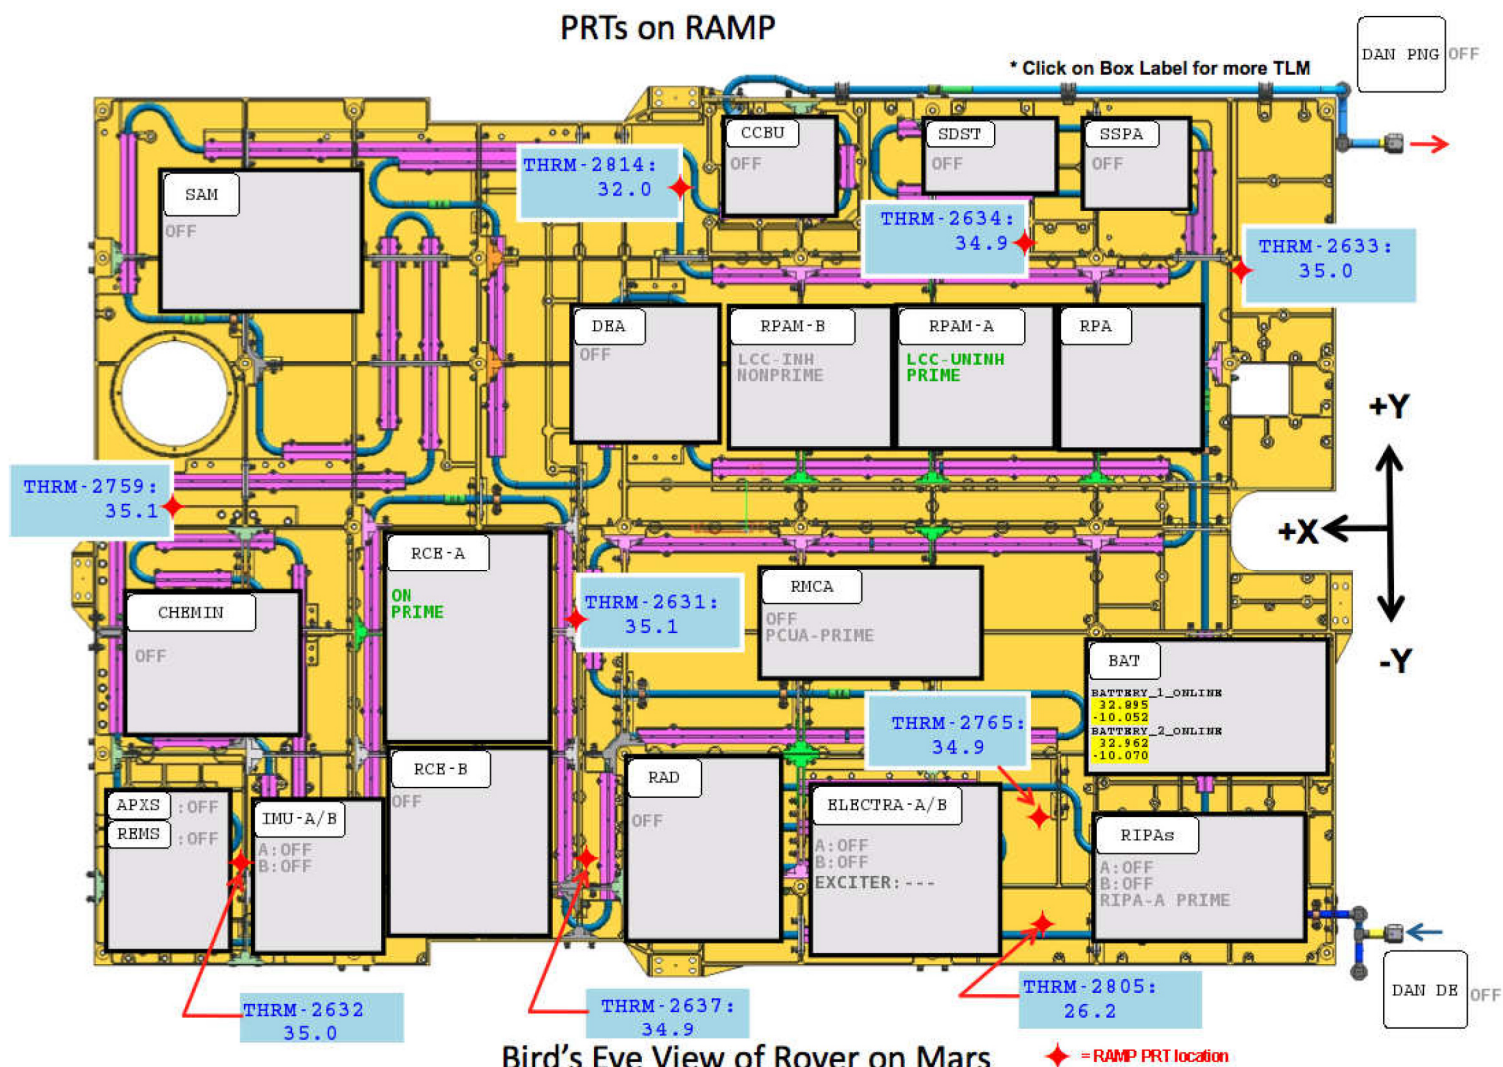 PRTs on RAMP
* Click on Box Label for more TLM
DAN PNG OFF
SAM
OFF
THRM-2814:
32.0
CCBU
OFF
SDST
OFF
SSPA
OFF
THRM-2634:
34.9
THRM-2633:
35.0
DEA
OFF
RPAM-B
LCC-INH
NONPRIME
RPAM-A
LCC-UNINH
PRIME
RPA
+Y
+X
-Y
THRM-2759:
35.1
RCE-A
ON
PRIME
CHEMIN
OFF
THRM-2631:
35.1
RMCA
OFF
PCUA-PRIME
BAT
BATTERY_1_ONLINE
32.895
-10.052
BATTERY_2_ONLINE
32.962
-10.070
THRM-2765:
34.9
RCE-B
OFF
RAD
OFF
APXS :OFF
REMS :OFF
IMU-A/B
A:OFF
B:OFF
ELECTRA-A/B
A:OFF
B:OFF
EXCITER:---
RIPAs
A:OFF
B:OFF
RIPA-A PRIME
DAN DE OFF
THRM-2632
35.0
THRM-2637:
34.9
THRM-2805:
26.2
Bird's Eye View of Rover on Mars
= RAMP PRT location